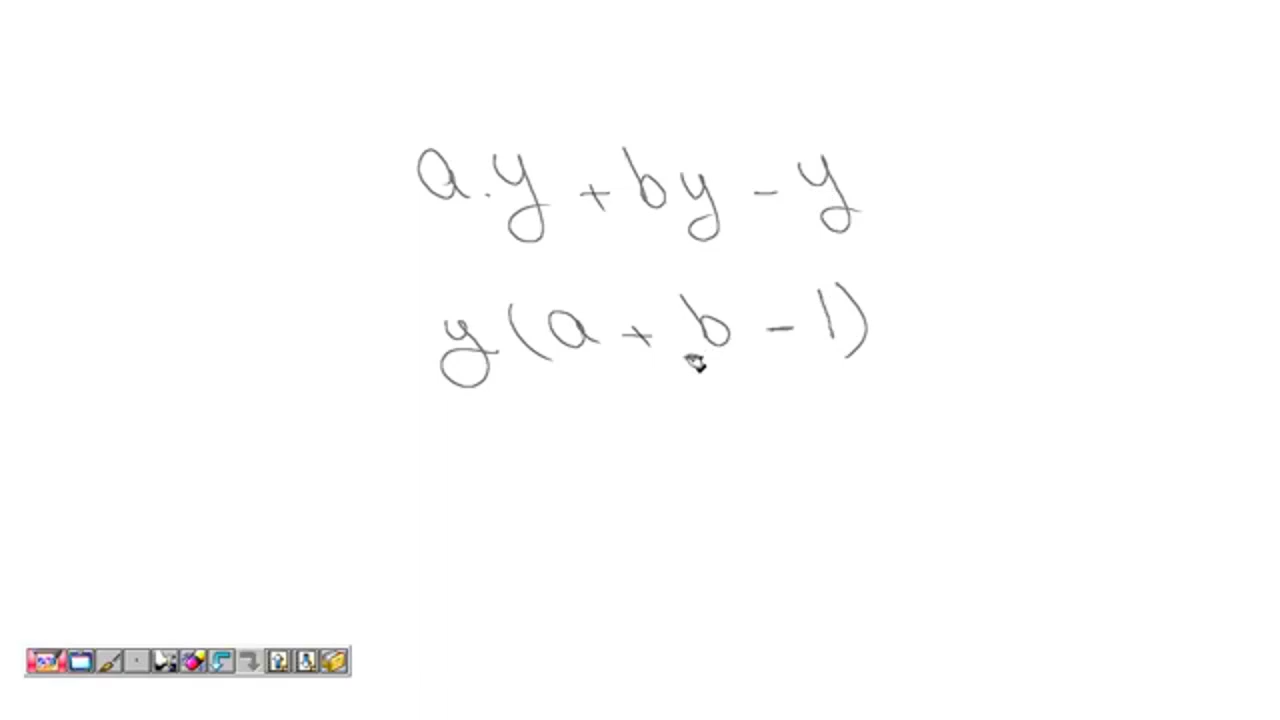 a.y + by - y
y(a + b - 1)